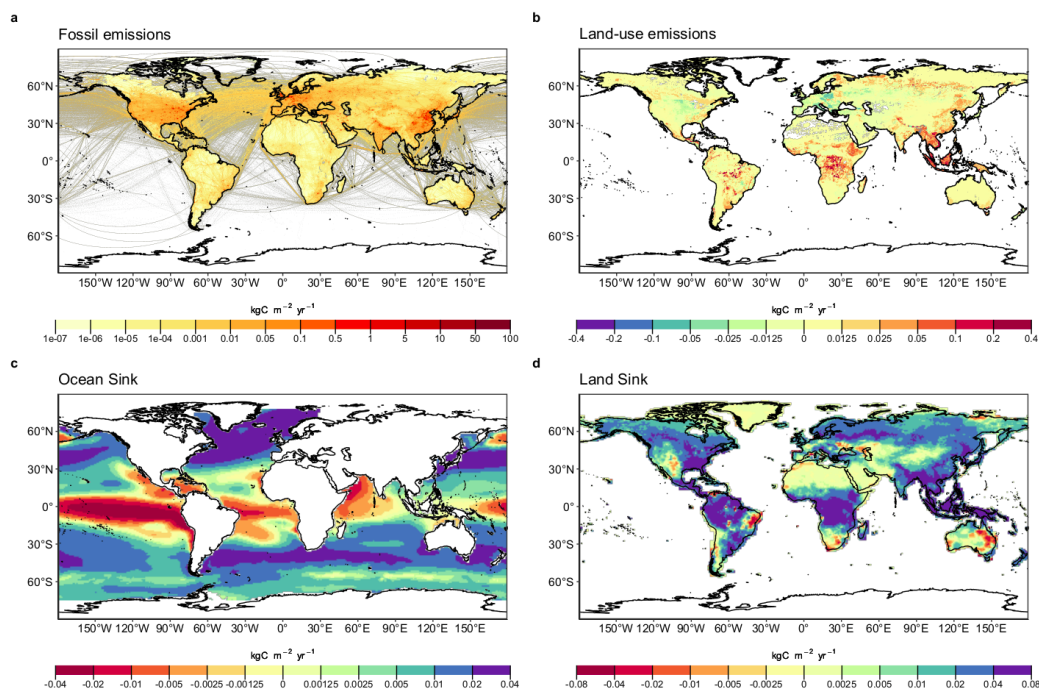 a
Fossil emissions
60°N
30°N
0°
30°S
60°S
150°W 120°W 90°W 60°W 30°W 0° 30°E 60°E 90°E 120°E 150°E
kgC m⁻² yr⁻¹
1e-07 1e-06 1e-05 1e-04 0.001 0.01 0.05 0.1 0.5 1 5 10 50 100
b
Land-use emissions
60°N
30°N
0°
30°S
60°S
150°W 120°W 90°W 60°W 30°W 0° 30°E 60°E 90°E 120°E 150°E
kgC m⁻² yr⁻¹
-0.4 -0.2 -0.1 -0.05 -0.025 -0.0125 0 0.0125 0.025 0.05 0.1 0.2 0.4
c
Ocean Sink
60°N
30°N
0°
30°S
60°S
150°W 120°W 90°W 60°W 30°W 0° 30°E 60°E 90°E 120°E 150°E
kgC m⁻² yr⁻¹
-0.04 -0.02 -0.01 -0.005 -0.0025 -0.00125 0 0.00125 0.0025 0.005 0.01 0.02 0.04
d
Land Sink
60°N
30°N
0°
30°S
60°S
150°W 120°W 90°W 60°W 30°W 0° 30°E 60°E 90°E 120°E 150°E
kgC m⁻² yr⁻¹
-0.08 -0.04 -0.02 -0.01 -0.005 -0.0025 0 0.0025 0.005 0.01 0.02 0.04 0.08